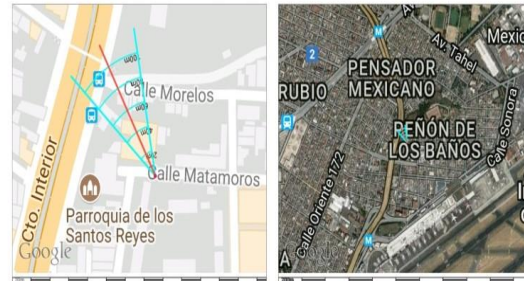 Calle Morelos
Calle Matamoros
Cto. Interior
Parroquia de los
Santos Reyes
Google
Mexic
Av. Tahel
2
PENSADOR
MEXICANO
RUBIO
PEÑÓN DE
LOS BAÑOS
Calle Sonora
Calle Oriente 172
A